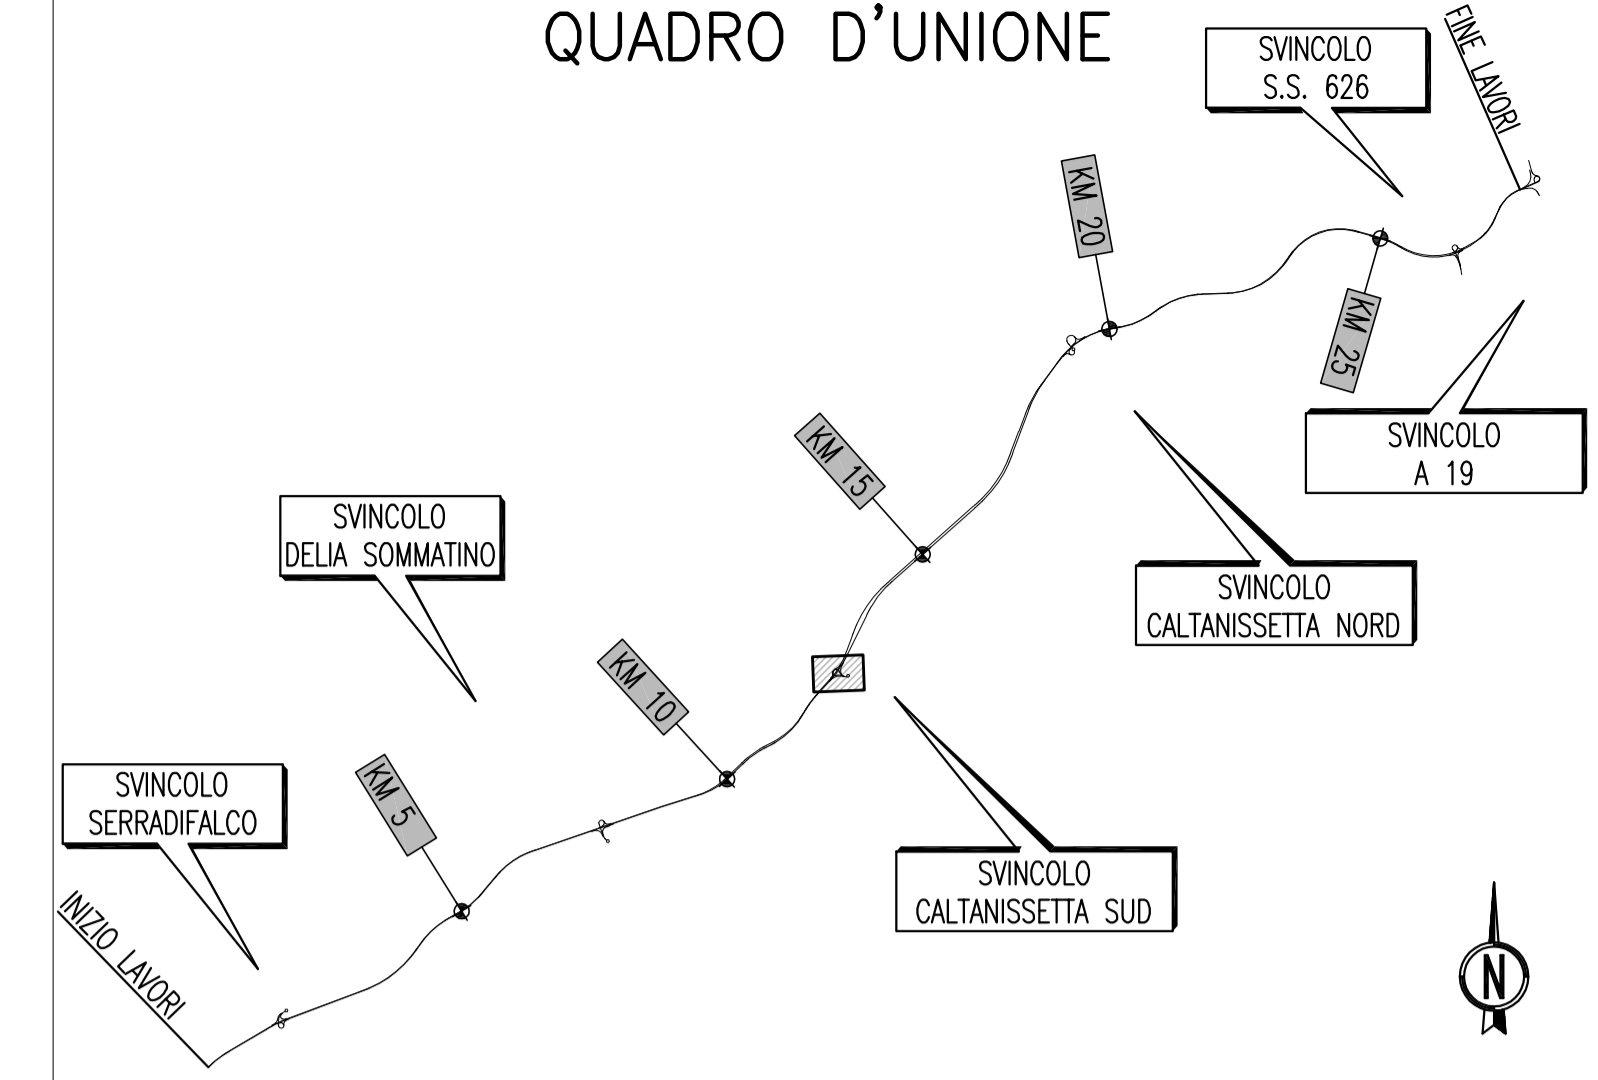 QUADRO D'UNIONE
SVINCOLO
S.S. 626
FINE LAVORI
KM 20
KM 25
SVINCOLO
A 19
KM 15
SVINCOLO
DELIA SOMMATINO
SVINCOLO
CALTANISSETTA NORD
KM 10
KM 5
SVINCOLO
SERRADIFALCO
SVINCOLO
CALTANISSETTA SUD
INIZIO LAVORI
N